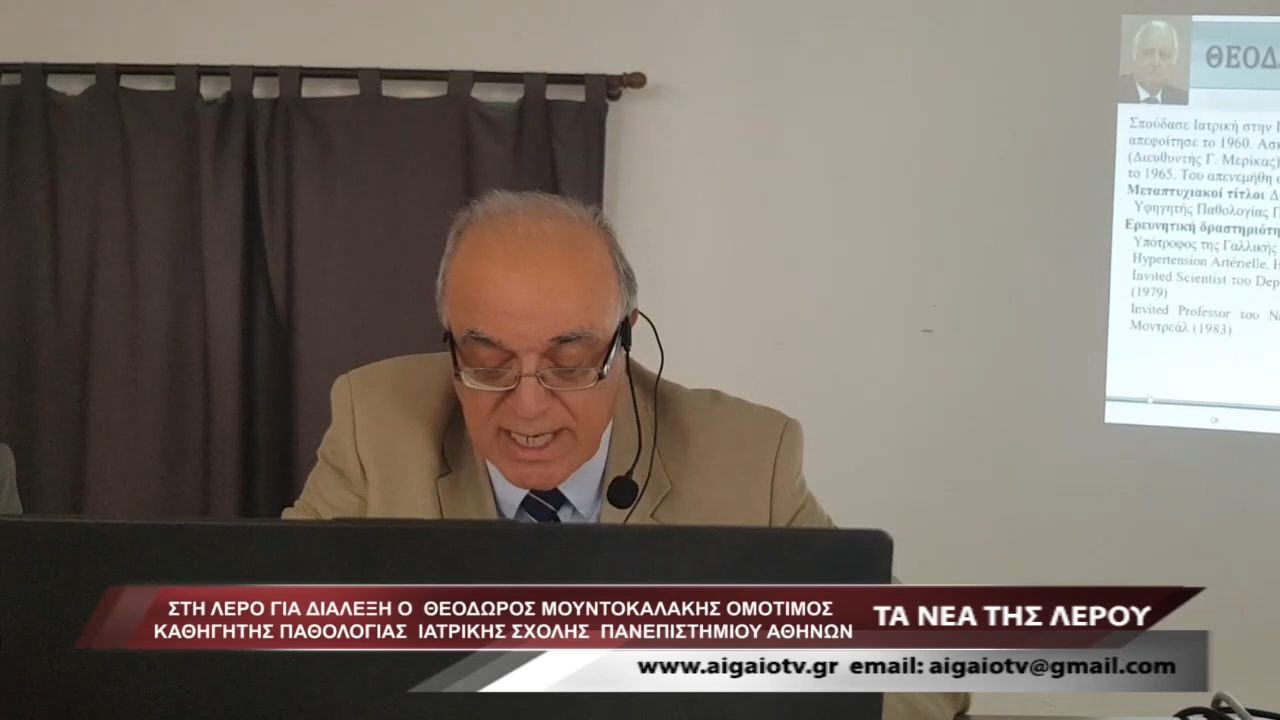 ΘΕΟΔ
Σπούδασε Ιατρική στην
απεφοίτησε το 1960. Ασκ
(Διευθυντής Γ. Μερίκας)
το 1965. Του απενεμήθη
Μεταπτυχιακοί τίτλοι
Υφηγητής Παθολογίας
Ερευνητική δραστηριότη
Υπότροφος της Γαλλικής
Hypertension Artérielle, H
Invited Scientist του Dep
(1979)
Invited Professor του
Μοντρεάλ (1983)
ΣΤΗ ΛΕΡΟ ΓΙΑ ΔΙΑΛΕΞΗ Ο ΘΕΟΔΩΡΟΣ ΜΟΥΝΤΟΚΑΛΑΚΗΣ ΟΜΟΤΙΜΟΣ
ΚΑΘΗΓΗΤΗΣ ΠΑΘΟΛΟΓΙΑΣ ΙΑΤΡΙΚΗΣ ΣΧΟΛΗΣ ΠΑΝΕΠΙΣΤΗΜΙΟΥ ΑΘΗΝΩΝ
ΤΑ ΝΕΑ ΤΗΣ ΛΕΡΟΥ
www.aigaiotv.gr email: aigaiotv@gmail.com